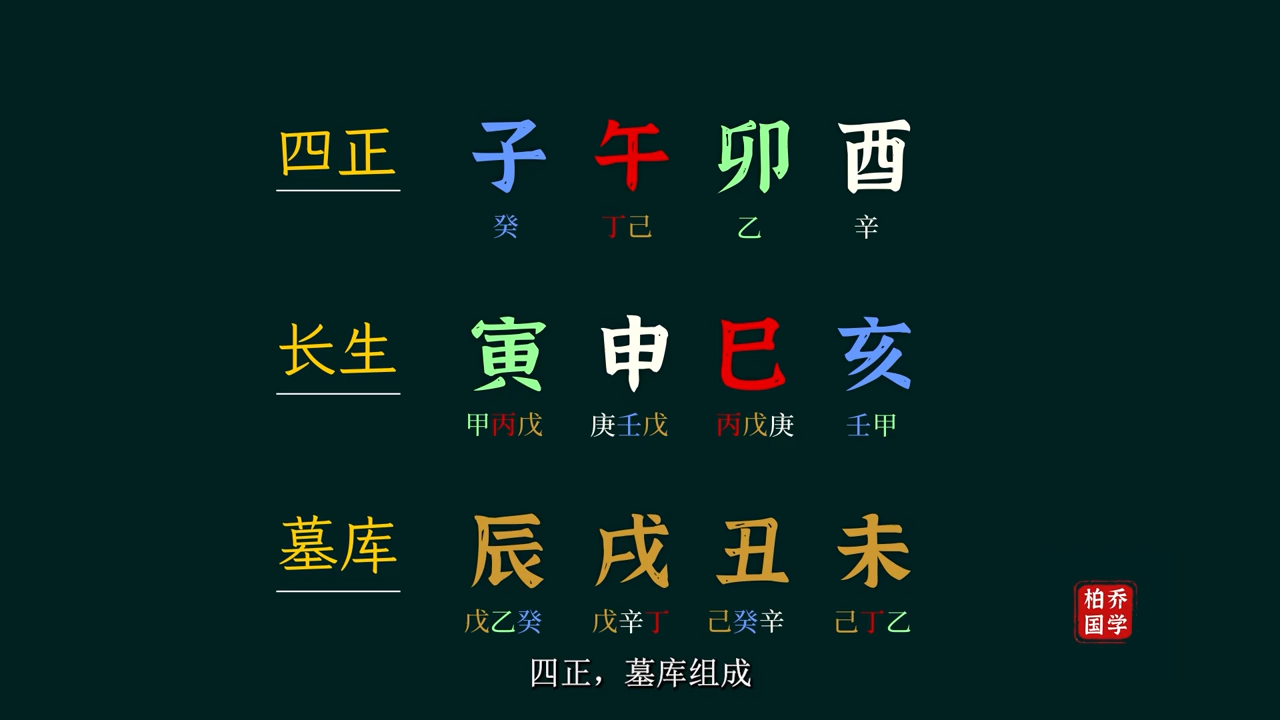 四正 子 午 卯 酉
癸 丁己 乙 辛
长生 寅 申 巳 亥
甲丙戊 庚壬戊 丙戊庚 壬甲
墓库 辰 戌 丑 未
戊乙癸 戊辛丁 己癸辛 己丁乙
柏乔
国学
四正，墓库组成